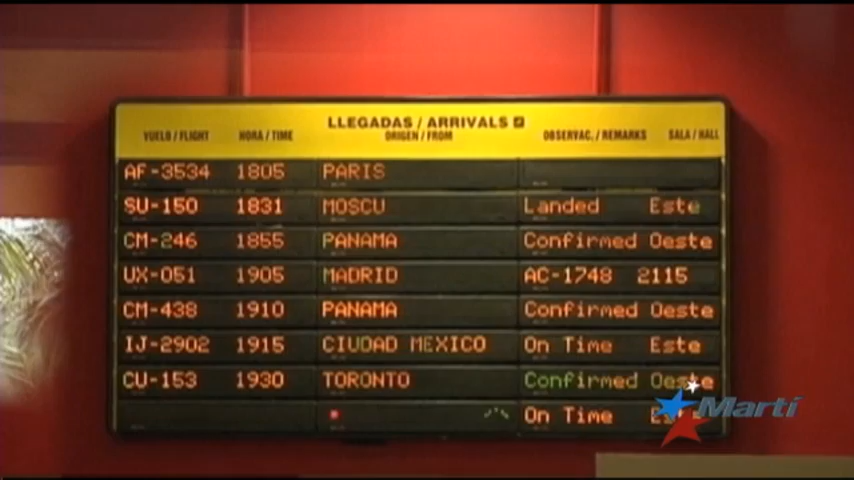 LLEGADAS / ARRIVALS
VUELO / FLIGHT HORA / TIME ORIGEN / FROM OBSERVAC. / REMARKS SALA / HALL
AF-3534 1805 PARIS
SU-150 1831 MOSCU Landed Este
CM-246 1855 PANAMA Confirmed Oeste
UX-051 1905 MADRID AC-1748 2115
CM-438 1910 PANAMA Confirmed Oeste
IJ-2902 1915 CIUDAD MEXICO On Time Este
CU-153 1930 TORONTO Confirmed Oeste
On Time
Martí